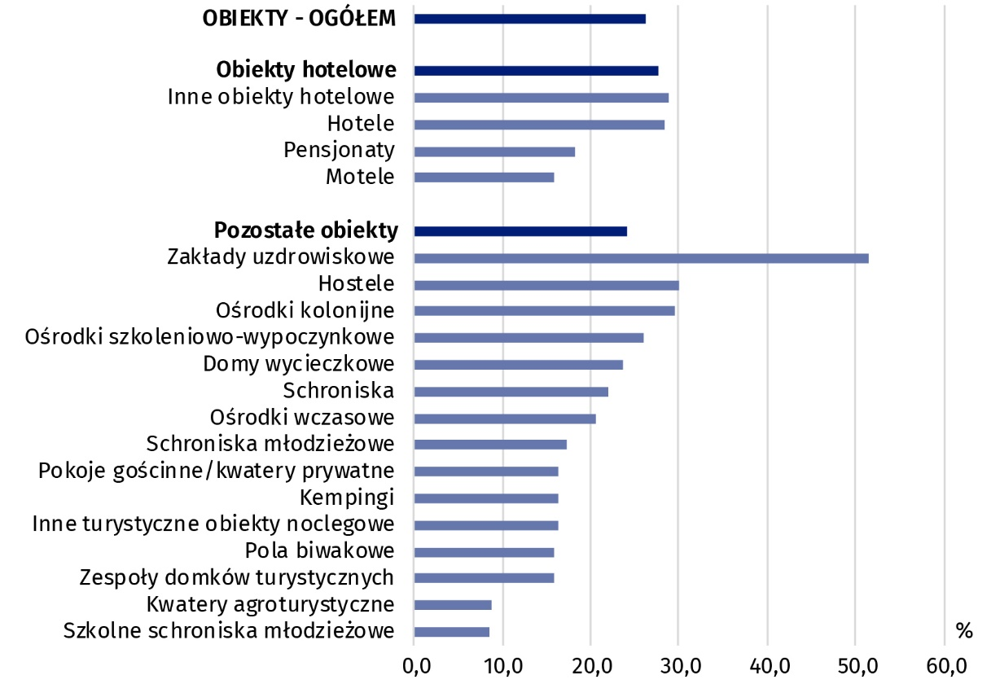 OBIEKTY - OGÓŁEM
Obiekty hotelowe
Inne obiekty hotelowe
Hotele
Pensjonaty
Motele
Pozostałe obiekty
Zakłady uzdrowiskowe
Hostele
Ośrodki kolonijne
Ośrodki szkoleniowo-wypoczynkowe
Domy wycieczkowe
Schroniska
Ośrodki wczasowe
Schroniska młodzieżowe
Pokoje gościnne/kwatery prywatne
Kempingi
Inne turystyczne obiekty noclegowe
Pola biwakowe
Zespoły domków turystycznych
Kwatery agroturystyczne
Szkolne schroniska młodzieżowe
%
0,0 10,0 20,0 30,0 40,0 50,0 60,0